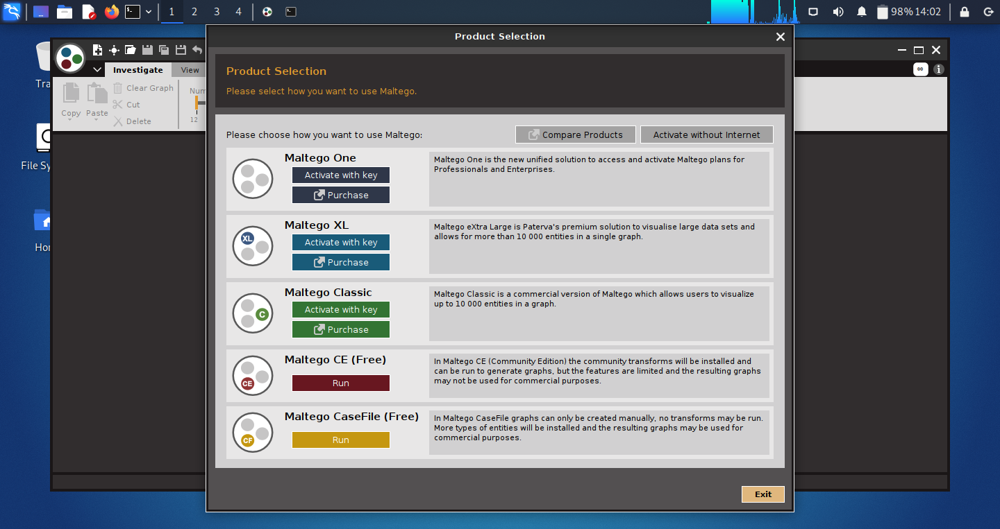 1 2 3 4
98% 14:02
Product Selection
Investigate View
Clear Graph
Cut
Delete
Copy Paste
12
File Sy
Product Selection
Please select how you want to use Maltego.
Please choose how you want to use Maltego:
Compare Products
Activate without Internet
Maltego One
Activate with key
Purchase
Maltego One is the new unified solution to access and activate Maltego plans for
Professionals and Enterprises.
Maltego XL
XL
Activate with key
Purchase
Maltego eXtra Large is Paterva's premium solution to visualise large data sets and
allows for more than 10 000 entities in a single graph.
Maltego Classic
C
Activate with key
Purchase
Maltego Classic is a commercial version of Maltego which allows users to visualize
up to 10 000 entities in a graph.
Maltego CE (Free)
CE
Run
In Maltego CE (Community Edition) the community transforms will be installed and
can be run to generate graphs, but the features are limited and the resulting graphs
may not be used for commercial purposes.
Maltego CaseFile (Free)
CF
Run
In Maltego CaseFile graphs can only be created manually, no transforms may be run.
More types of entities will be installed and the resulting graphs may be used for
commercial purposes.
Exit